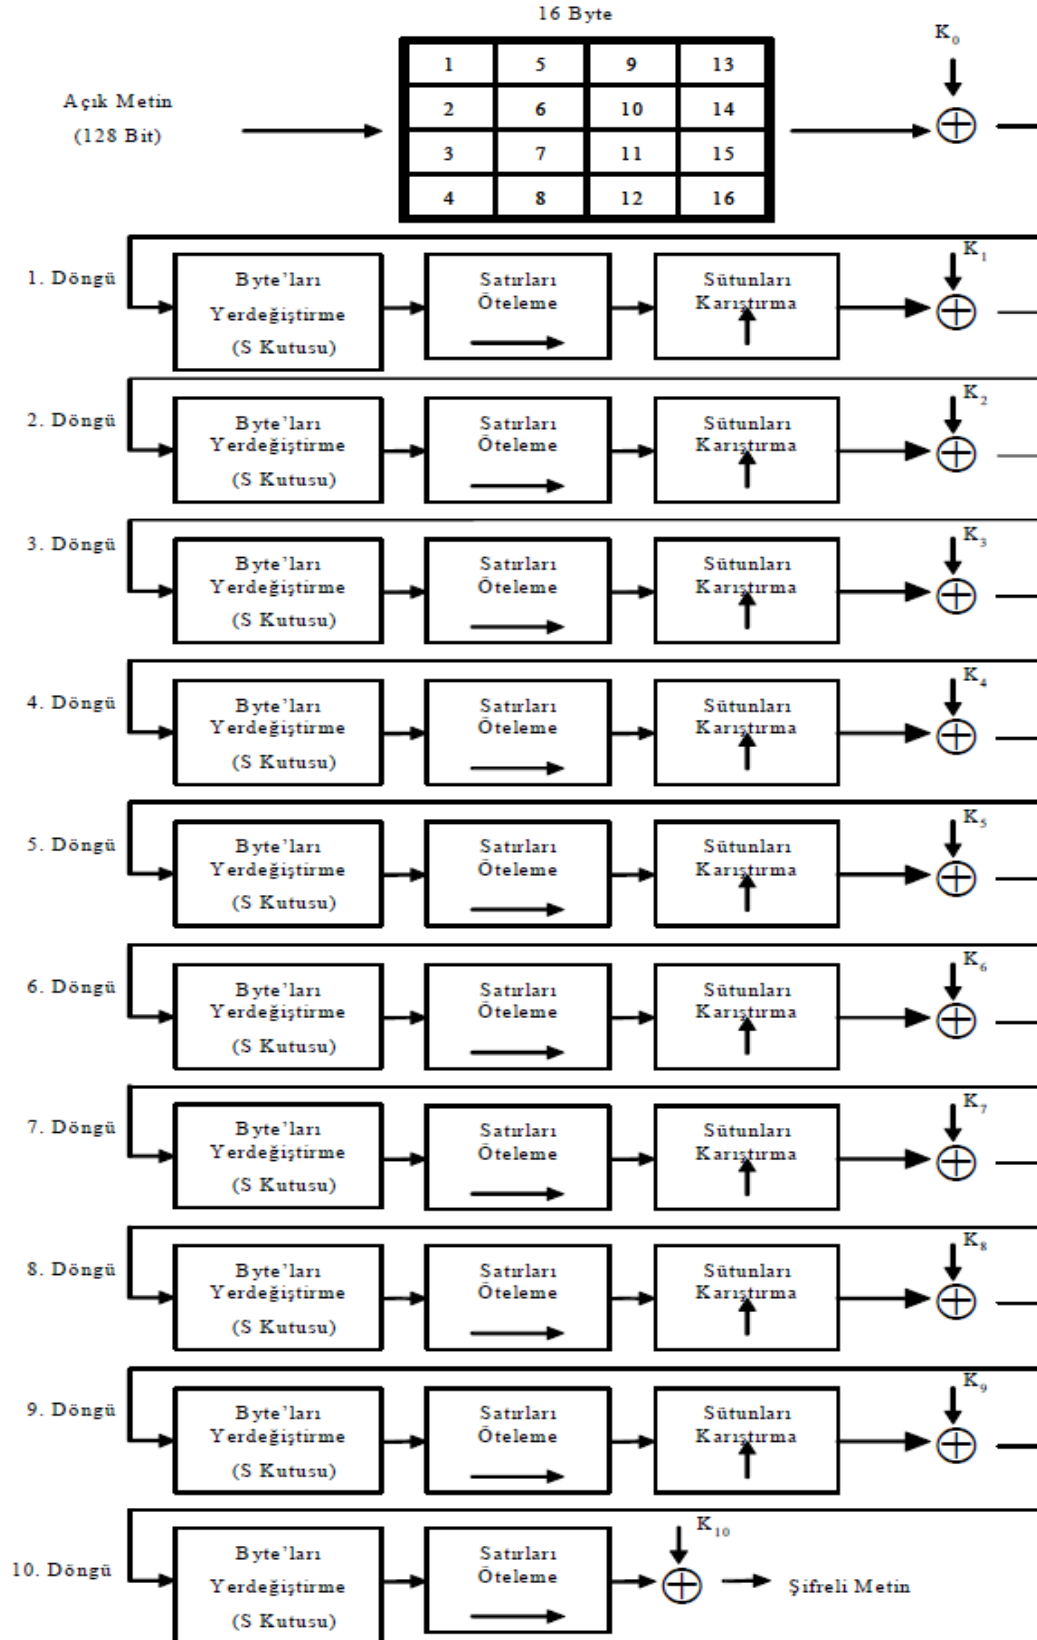 16 Byte
K0
Açık Metin
(128 Bit)
1 5 9 13
2 6 10 14
3 7 11 15
4 8 12 16
1. Döngü
Byte'ları
Yerdeğiştirme
(S Kutusu)
Satırları
Öteleme
Sütunları
Karıştırma
K1
2. Döngü
Byte'ları
Yerdeğiştirme
(S Kutusu)
Satırları
Öteleme
Sütunları
Karıştırma
K2
3. Döngü
Byte'ları
Yerdeğiştirme
(S Kutusu)
Satırları
Öteleme
Sütunları
Karıştırma
K3
4. Döngü
Byte'ları
Yerdeğiştirme
(S Kutusu)
Satırları
Öteleme
Sütunları
Karıştırma
K4
5. Döngü
Byte'ları
Yerdeğiştirme
(S Kutusu)
Satırları
Öteleme
Sütunları
Karıştırma
K5
6. Döngü
Byte'ları
Yerdeğiştirme
(S Kutusu)
Satırları
Öteleme
Sütunları
Karıştırma
K6
7. Döngü
Byte'ları
Yerdeğiştirme
(S Kutusu)
Satırları
Öteleme
Sütunları
Karıştırma
K7
8. Döngü
Byte'ları
Yerdeğiştirme
(S Kutusu)
Satırları
Öteleme
Sütunları
Karıştırma
K8
9. Döngü
Byte'ları
Yerdeğiştirme
(S Kutusu)
Satırları
Öteleme
Sütunları
Karıştırma
K9
10. Döngü
Byte'ları
Yerdeğiştirme
(S Kutusu)
Satırları
Öteleme
K10
Şifreli Metin